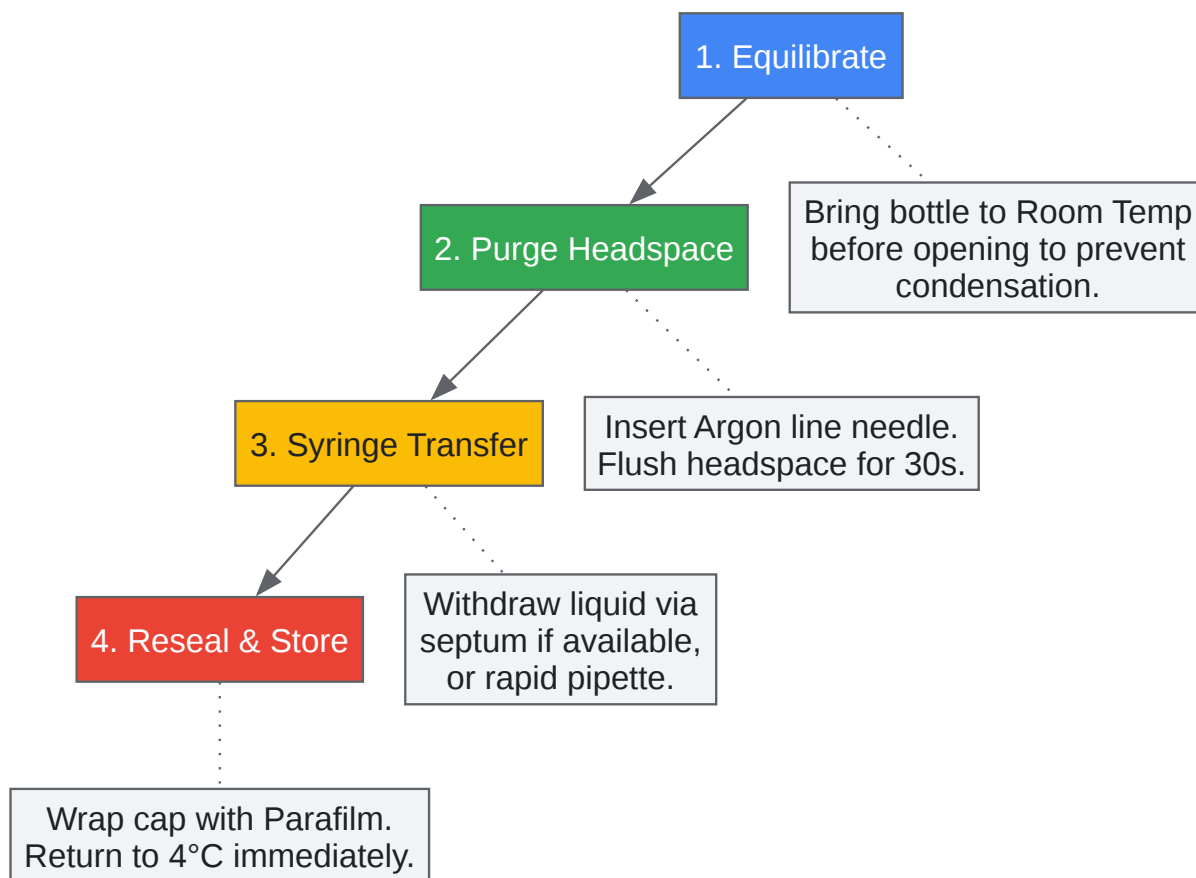 1. Equilibrate
Bring bottle to Room Temp
before opening to prevent
condensation.
2. Purge Headspace
Insert Argon line needle.
Flush headspace for 30s.
3. Syringe Transfer
Withdraw liquid via
septum if available,
or rapid pipette.
4. Reseal & Store
Wrap cap with Parafilm.
Return to 4°C immediately.